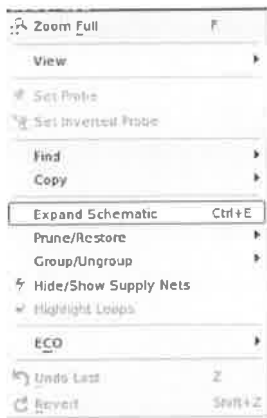 Zoom Full F
View
Set Probe
Set Inverted Probe
Find
Copy
Expand Schematic Ctrl+E
Prune/Restore
Group/Ungroup
Hide/Show Supply Nets
Highlight Loops
ECO
Undo Last Z
Revert Shift+Z